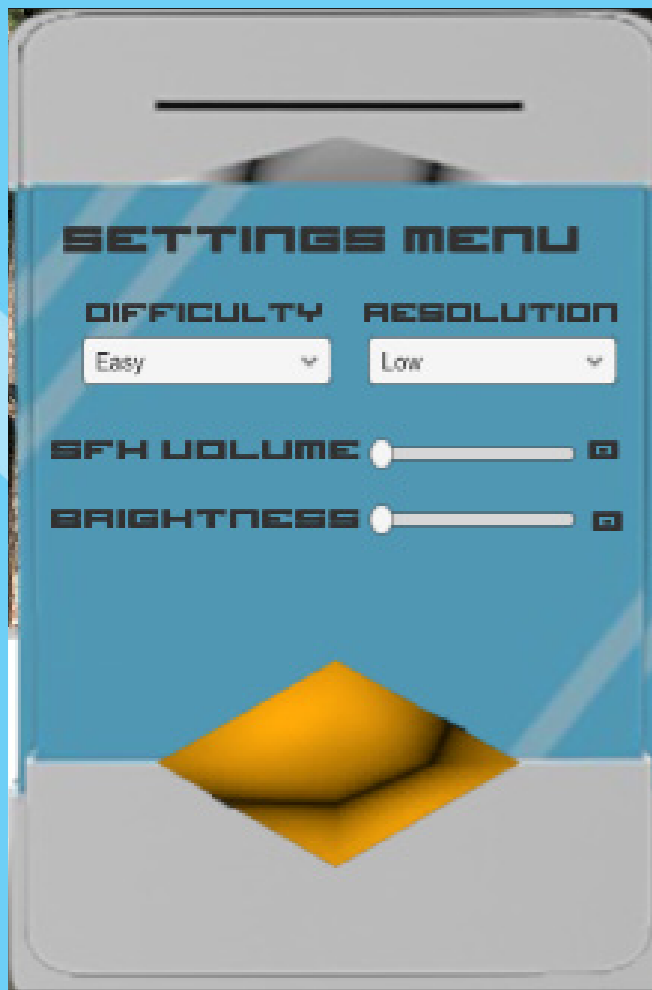 SETTINGS MENU
DIFFICULTY RESOLUTION
Easy Low
SFX VOLUME 0
BRIGHTNESS 0